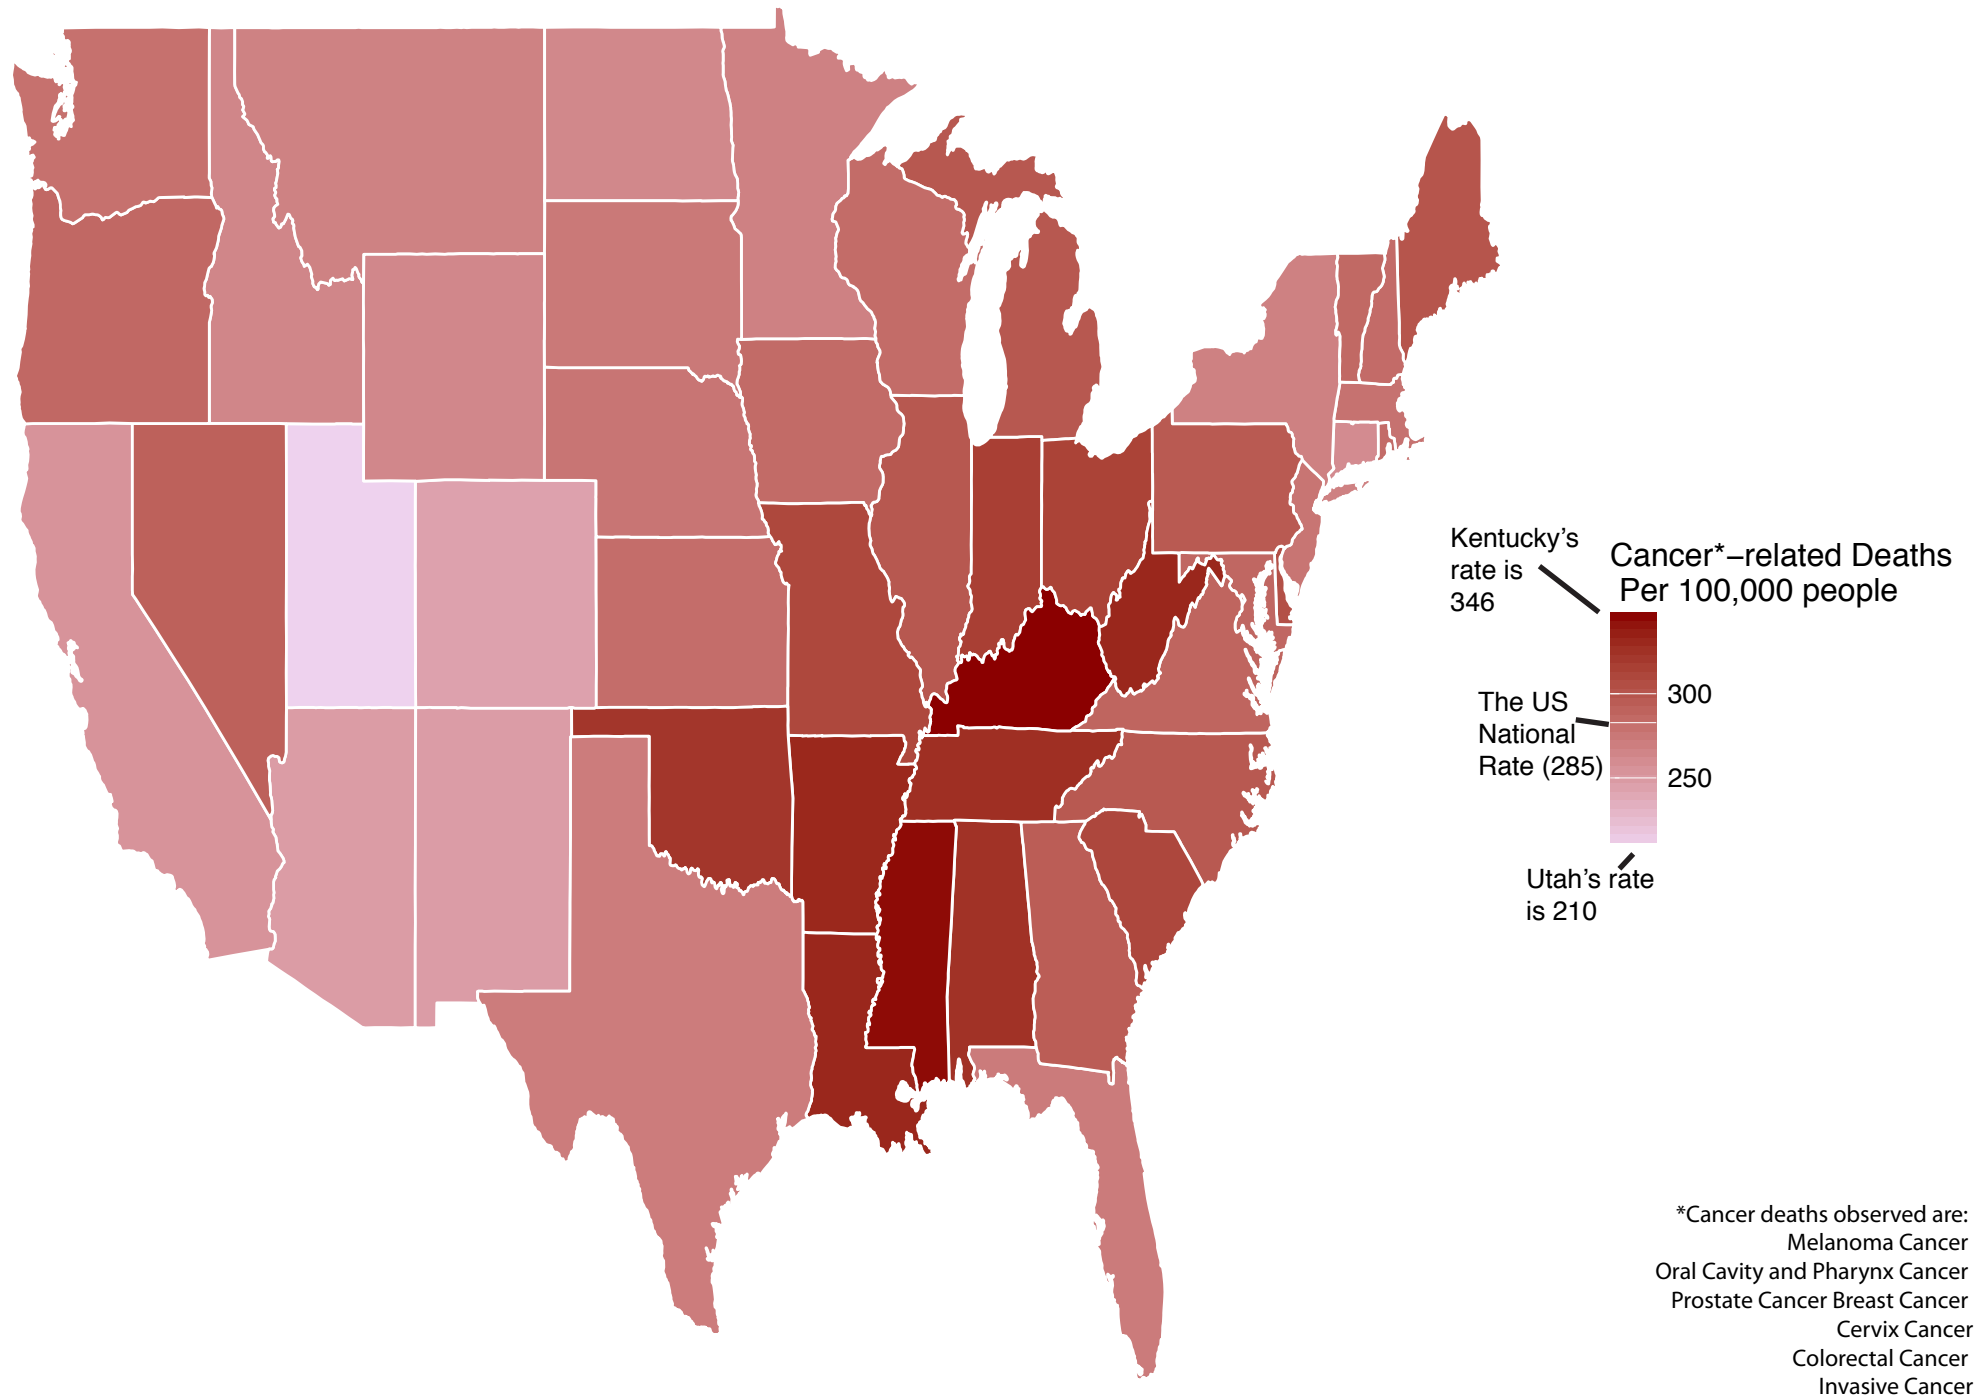 Kentucky’s
rate is
346
Cancer*–related Deaths
Per 100,000 people
300
The US
National
Rate (285)
250
Utah’s rate
is 210
*Cancer deaths observed are:
Melanoma Cancer
Oral Cavity and Pharynx Cancer
Prostate Cancer Breast Cancer
Cervix Cancer
Colorectal Cancer
Invasive Cancer